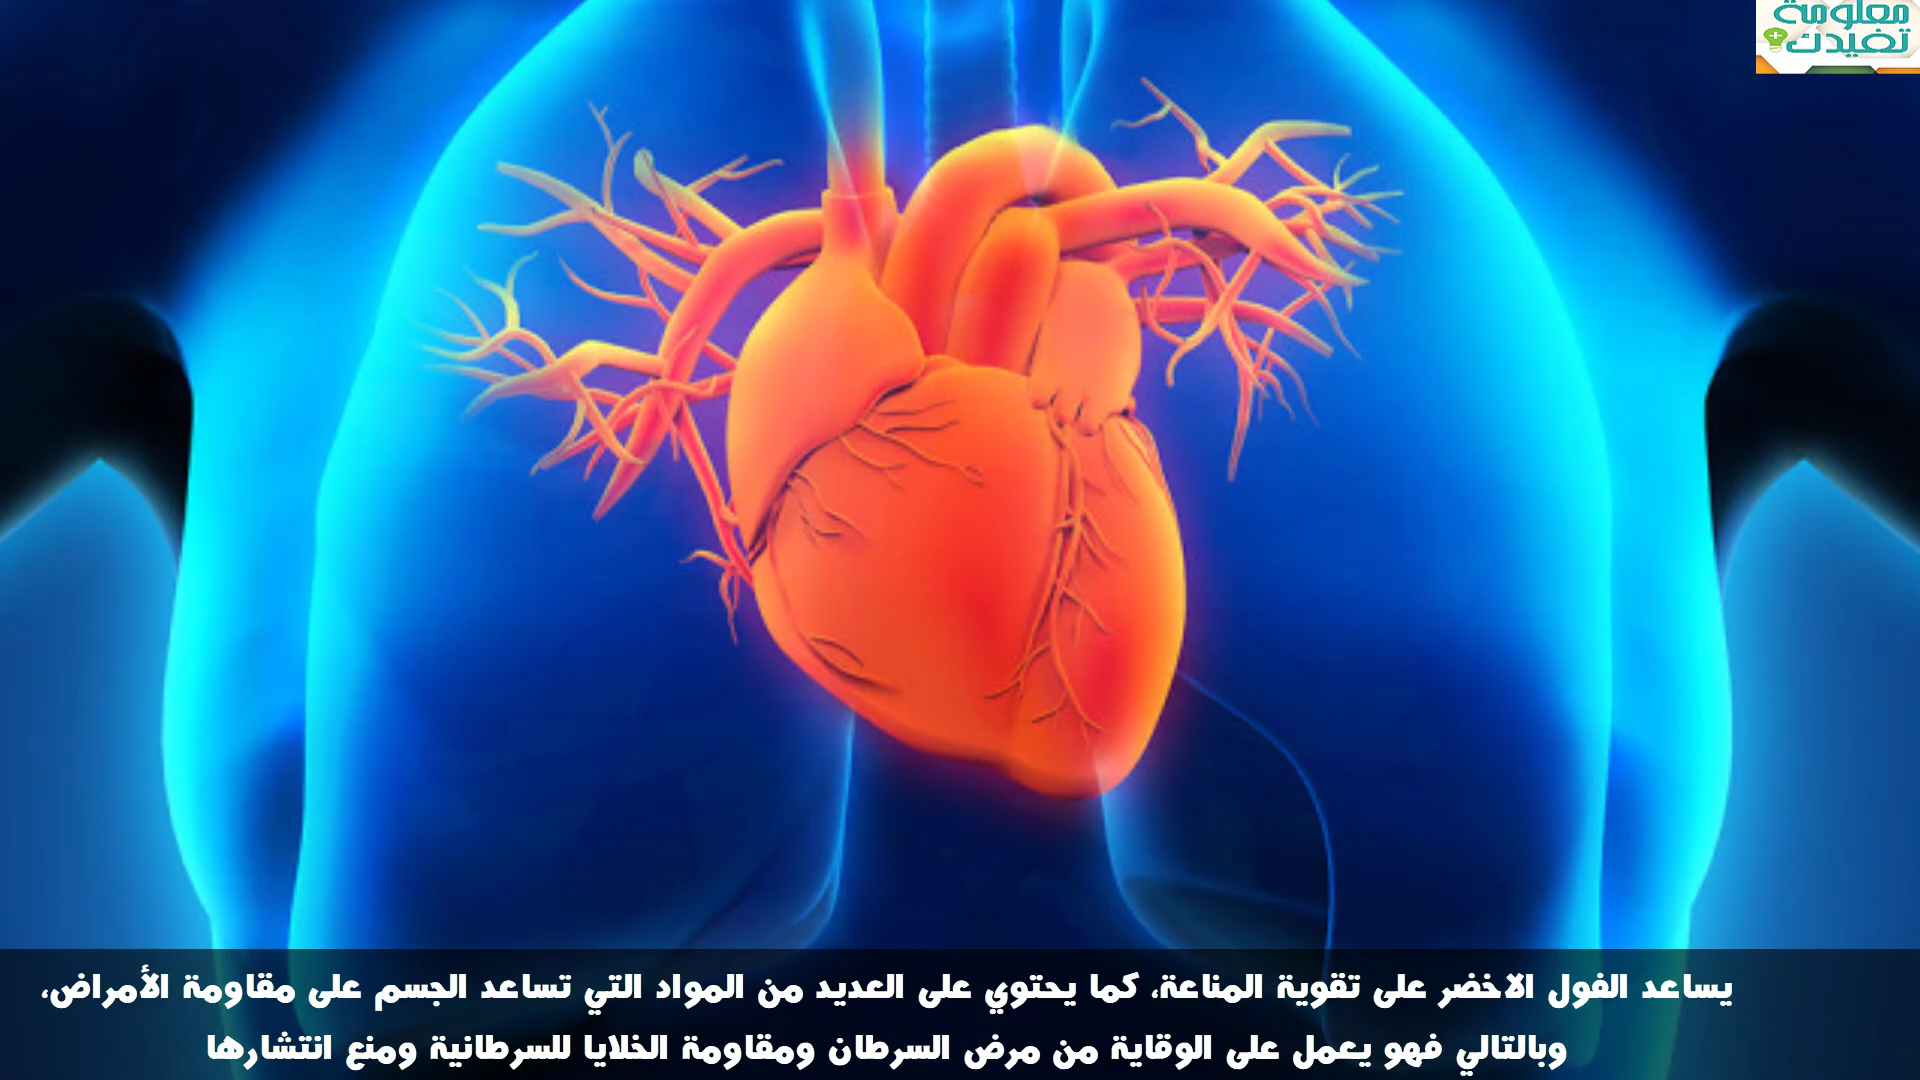 معلومة
تفيدك
يساعد الفول الاخضر على تقوية المناعة، كما يحتوي على العديد من المواد التي تساعد الجسم على مقاومة الأمراض،
وبالتالي فهو يعمل على الوقاية من مرض السرطان ومقاومة الخلايا للسرطانية ومنع انتشارها